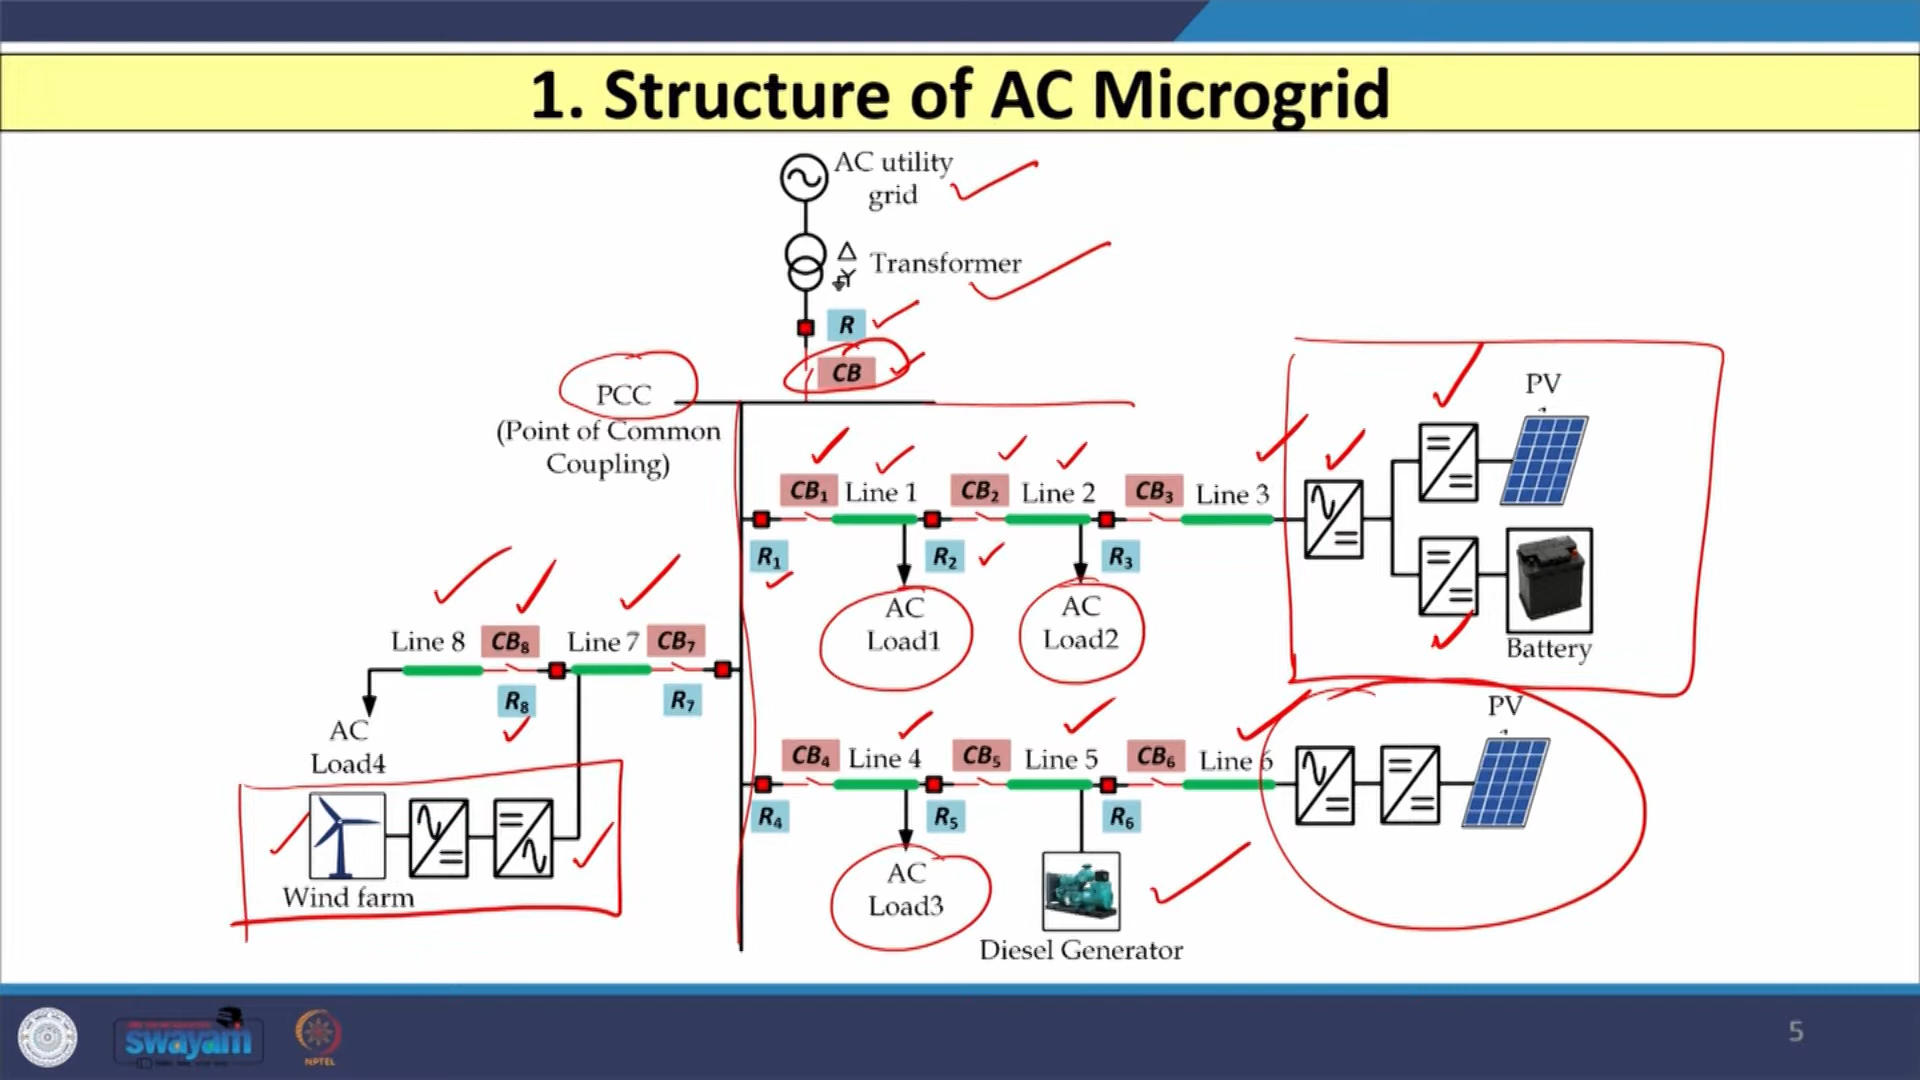 1. Structure of AC Microgrid
AC utility
grid
Δ
Transformer
R
CB
PCC
(Point of Common
Coupling)
CB₁ Line 1 CB₂ Line 2 CB₃ Line 3
R₁ R₂ R₃
AC
Load1
AC
Load2
PV
Battery
Line 8 CB₈ Line 7 CB₇
R₈ R₇
AC
Load4
Wind farm
CB₄ Line 4 CB₅ Line 5 CB₆ Line 6
R₄ R₅ R₆
AC
Load3
Diesel Generator
PV
swayam
NPTEL
5